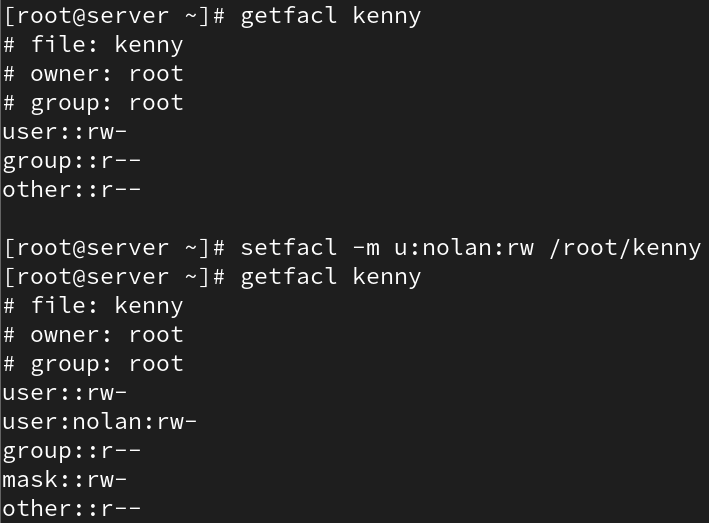 [root@server ~]# getfacl kenny
# file: kenny
# owner: root
# group: root
user::rw-
group::r--
other::r--

[root@server ~]# setfacl -m u:nolan:rw /root/kenny
[root@server ~]# getfacl kenny
# file: kenny
# owner: root
# group: root
user::rw-
user:nolan:rw-
group::r--
mask::rw-
other::r--